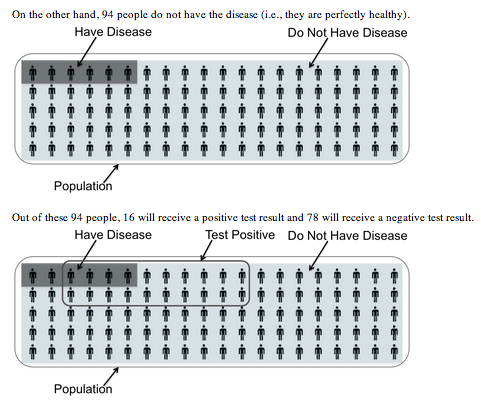 On the other hand, 94 people do not have the disease (i.e., they are perfectly healthy).
Have Disease Do Not Have Disease
Population
Out of these 94 people, 16 will receive a positive test result and 78 will receive a negative test result.
Have Disease Test Positive Do Not Have Disease
Population